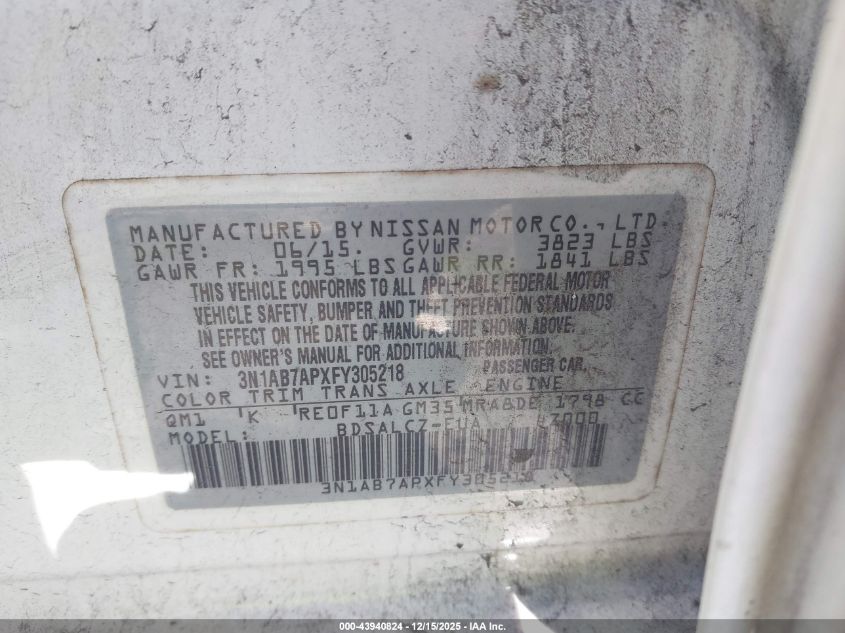 MANUFACTURED BY NISSAN MOTOR CO., LTD.
DATE: 06/15. GVWR: 3823 LBS
GAWR FR: 1995 LBS GAWR RR: 1841 LBS
THIS VEHICLE CONFORMS TO ALL APPLICABLE FEDERAL MOTOR
VEHICLE SAFETY, BUMPER AND THEFT PREVENTION STANDARDS
IN EFFECT ON THE DATE OF MANUFACTURE SHOWN ABOVE.
SEE OWNER'S MANUAL FOR ADDITIONAL INFORMATION.
VIN: 3N1AB7APXFY305218 PASSENGER CAR.
COLOR TRIM TRANS AXLE ENGINE
QM1 K RE0F11A GM35 MRA8DE 1798 CC
MODEL: BDSALCZ-EUA
3N1AB7APXFY305218
000-43940824 - 12/15/2025 - IAA Inc.